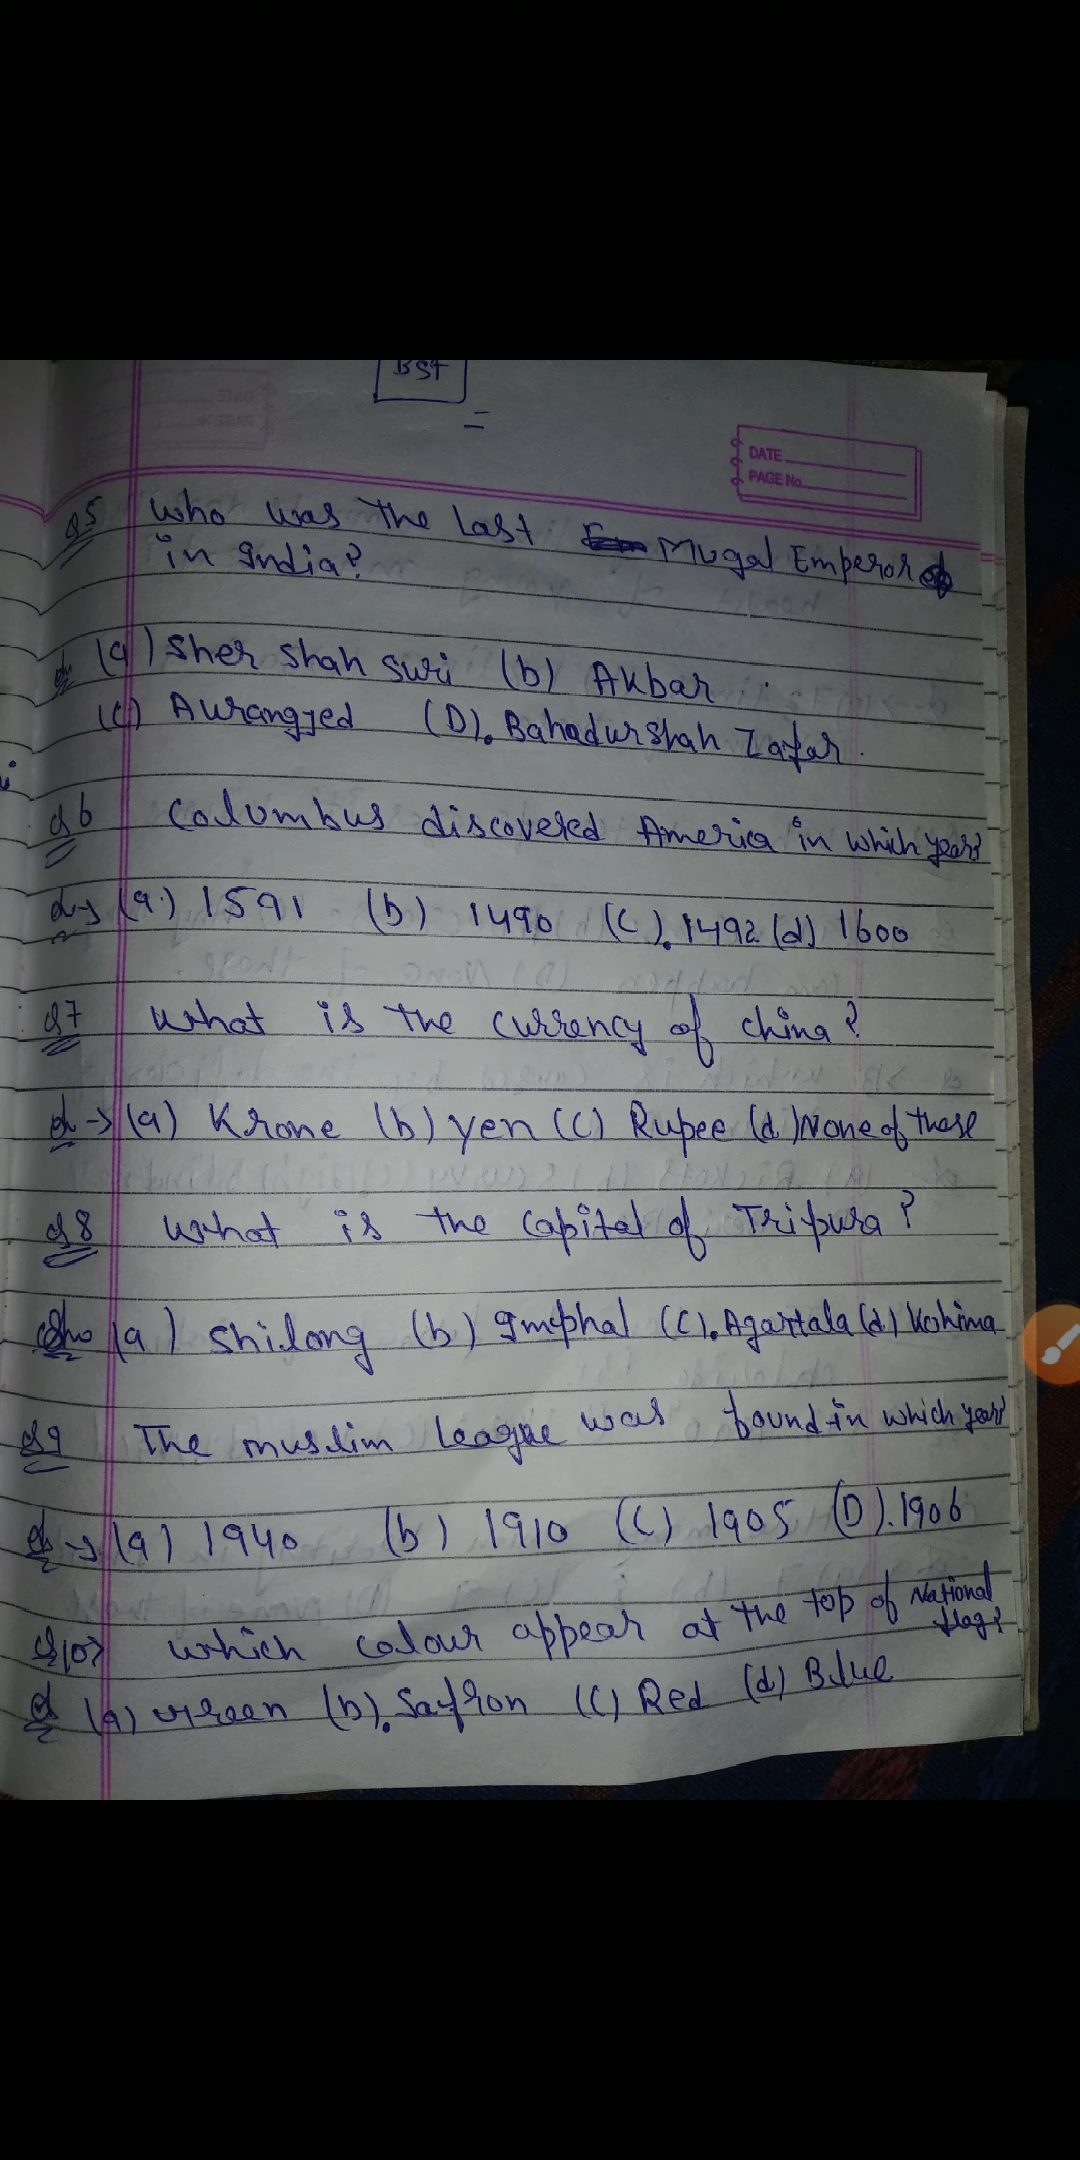 BST
DATE
PAGE No.
Q5 Who was the Last Mugal Emperor
in India?
(a) Sher Shah Suri (b) Akbar
(c) Aurangyed (D). Bahadur Shah Zafar.
Q6 Columbus discovered America in which year?
(a.) 1591 (b) 1490 (c). 1492 (d) 1600
Q7 What is the currency of china?
(a) Krone (b) yen (c) Rupee (d) None of these
Q8 What is the capital of Tripura?
(a) Shilong (b) Imphal (c). Agartala (d) Kohima
Q9 The muslim league was found in which year?
(a) 1940 (b) 1910 (c) 1905 (D). 1906
Q10> which colour appear at the top of National
flag?
(a) Green (b). Saffron (c) Red (d) Blue